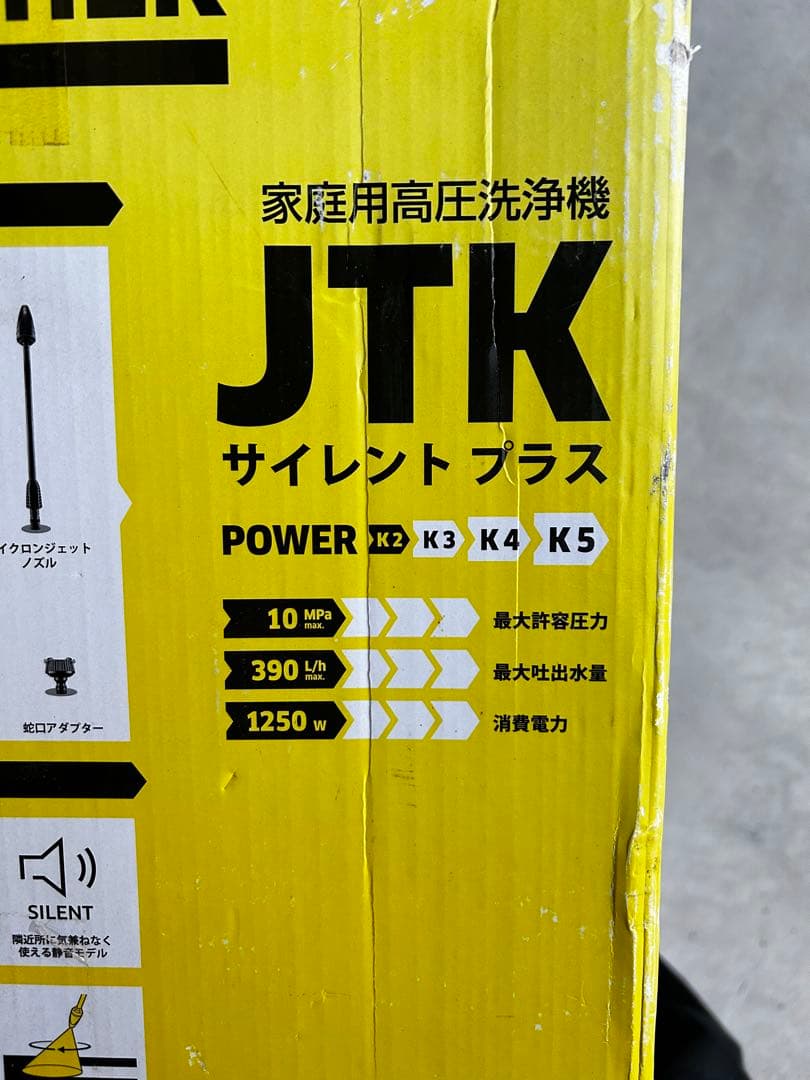 家庭用高圧洗浄機
JTK
サイレント プラス
POWER K2 K3 K4 K5
10 MPa max. 最大許容圧力
390 L/h max. 最大吐出水量
1250 W 消費電力
イクロンジェット
ノズル
蛇口アダプター
SILENT
隣近所に気兼ねなく
使える静音モデル